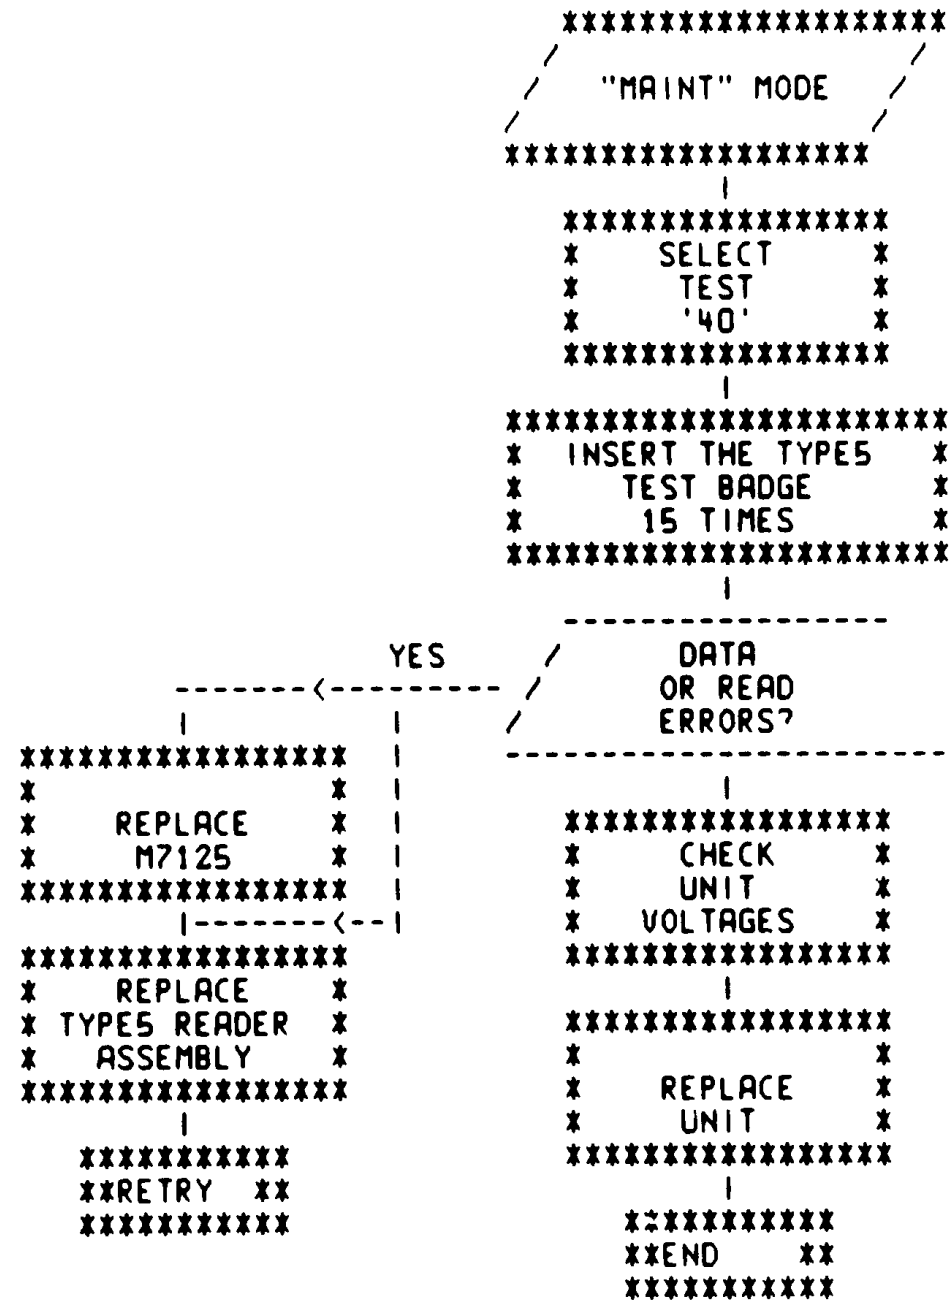 "MAINT" MODE
SELECT
TEST
'40'
INSERT THE TYPE5
TEST BADGE
15 TIMES
YES
DATA
OR READ
ERRORS?
REPLACE
M7125
REPLACE
TYPE5 READER
ASSEMBLY
**RETRY **
CHECK
UNIT
VOLTAGES
REPLACE
UNIT
**END **